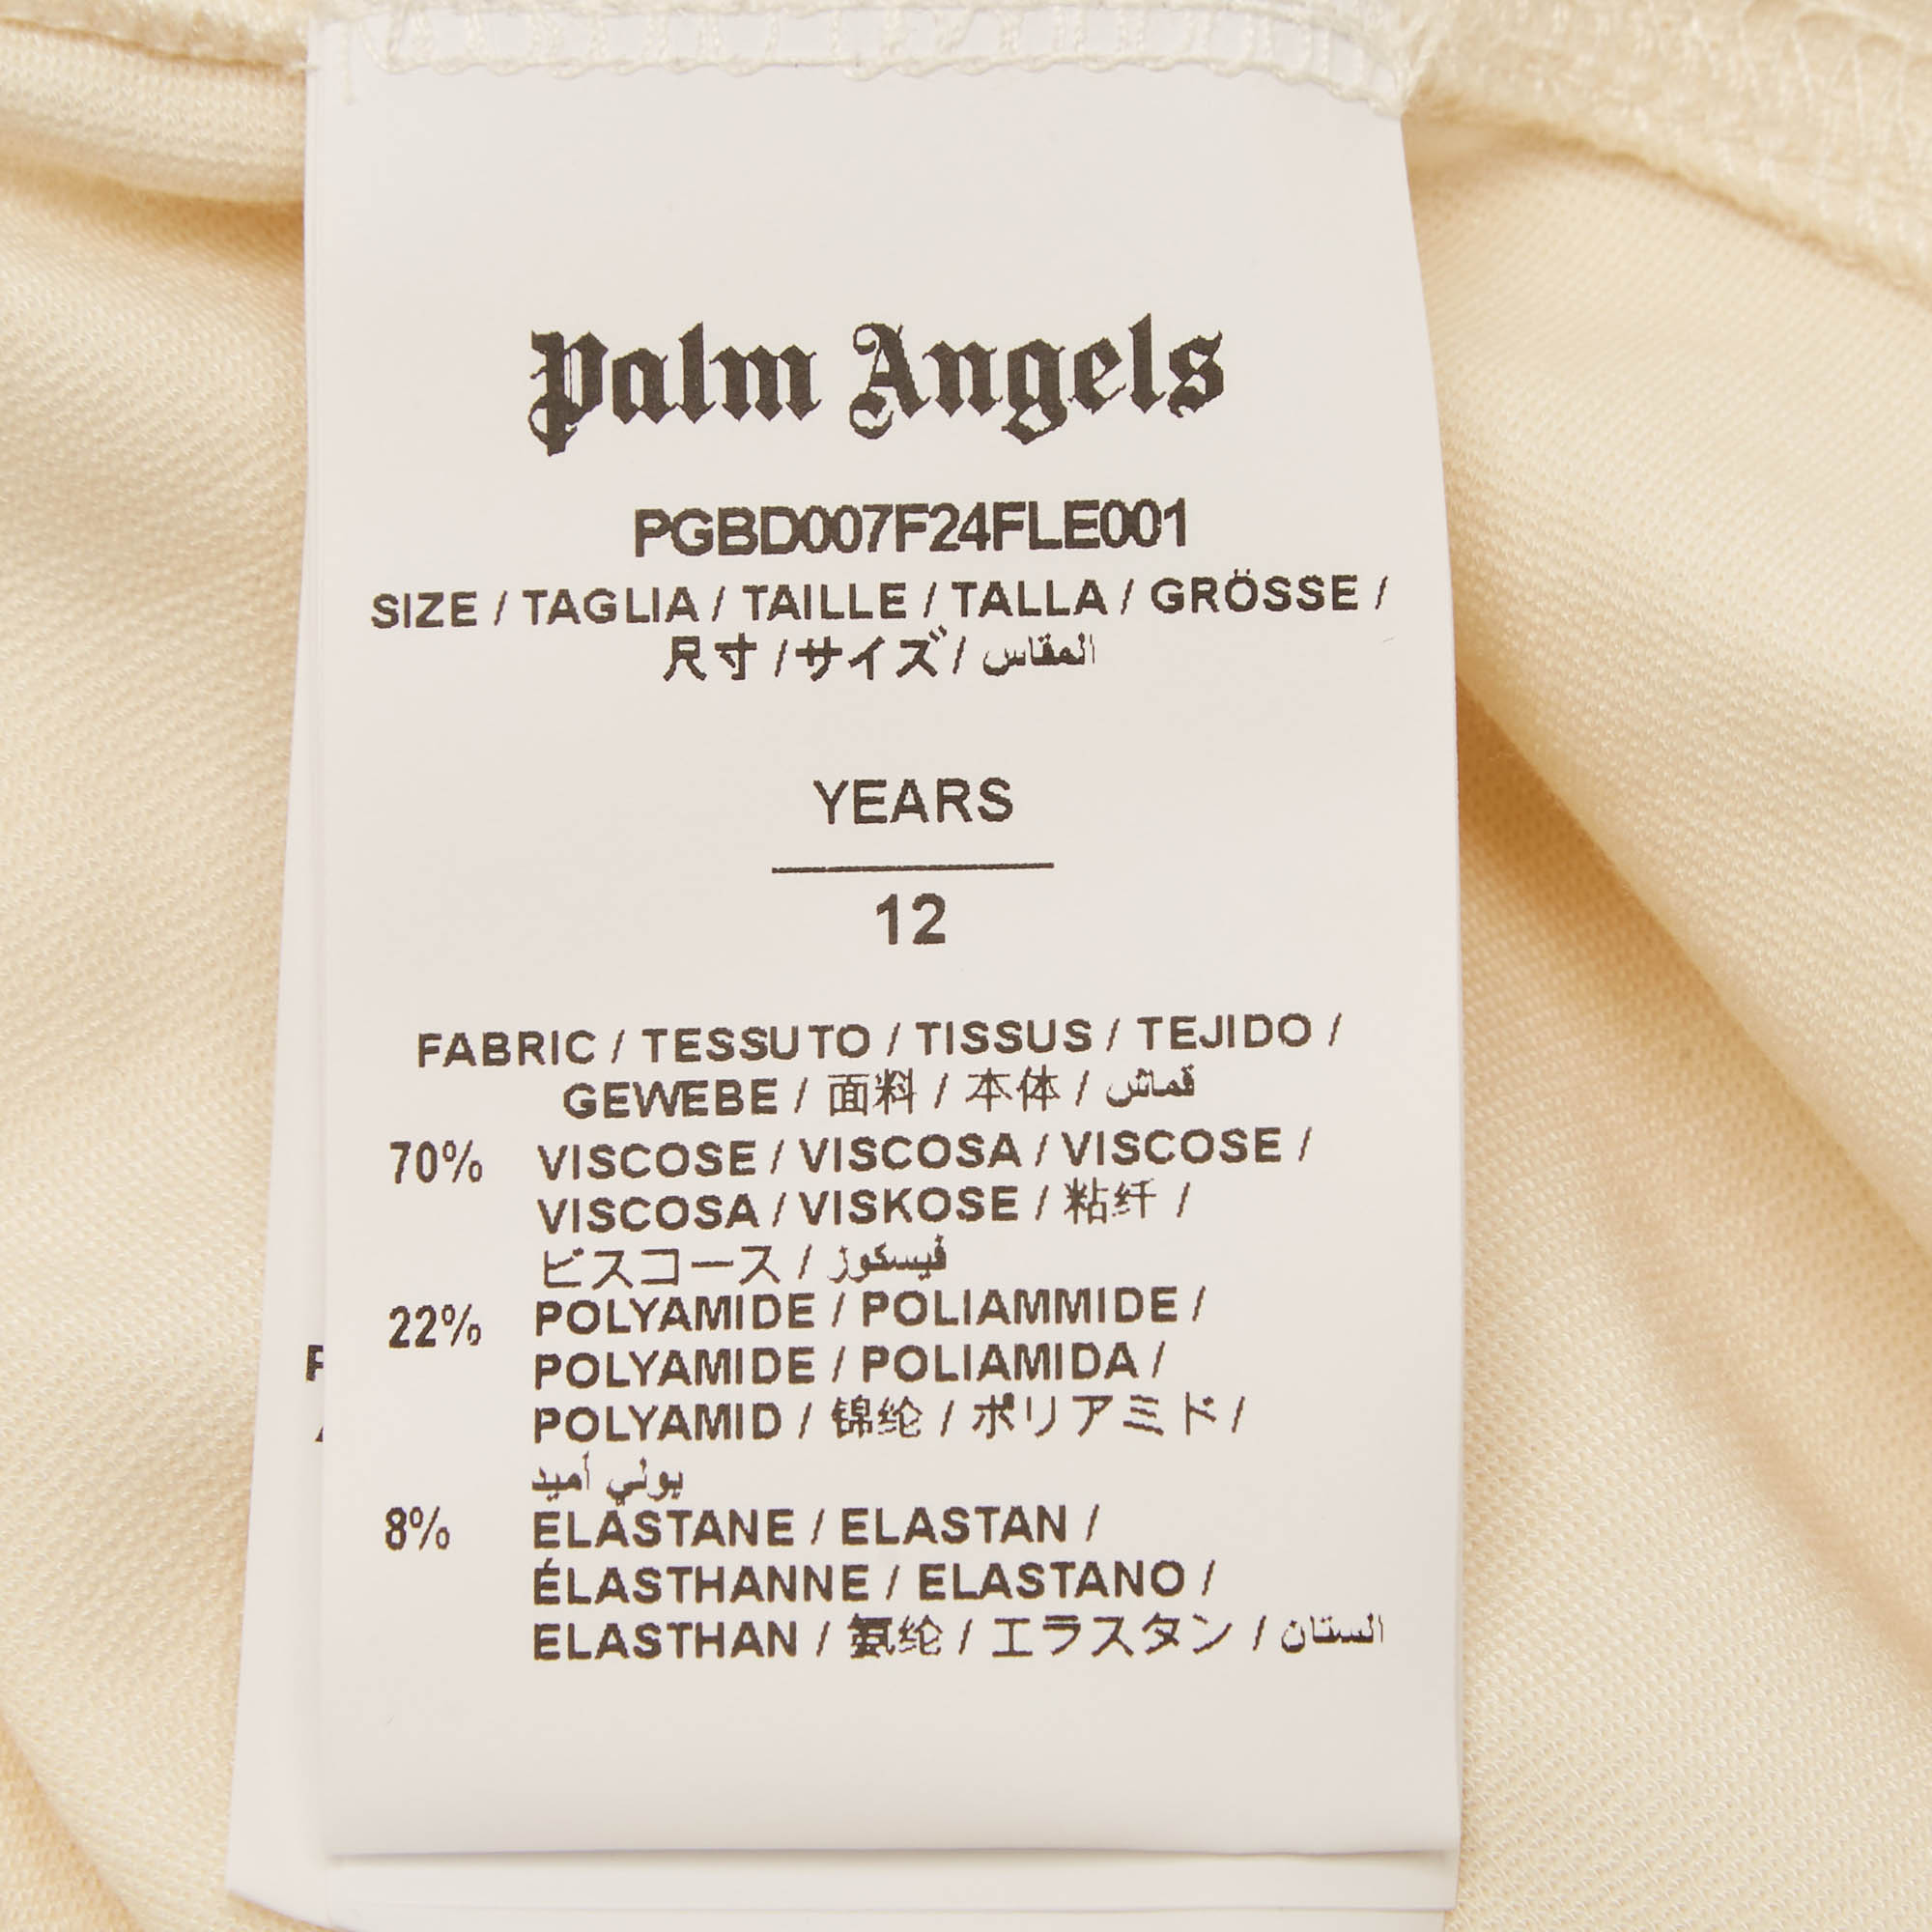 Palm Angels
PGBD007F24FLE001
SIZE / TAGLIA / TAILLE / TALLA / GRÖSSE /
尺寸 / サイズ / المقاس
YEARS
12
FABRIC / TESSUTO / TISSUS / TEJIDO /
GEWEBE / 面料 / 本体 / قماش
70% VISCOSE / VISCOSA / VISCOSE /
VISCOSA / VISKOSE / 粘纤 /
ビスコース / فيسكوز
22% POLYAMIDE / POLIAMMIDE /
POLYAMIDE / POLIAMIDA /
POLYAMID / 锦纶 / ポリアミド /
بولي أميد
8% ELASTANE / ELASTAN /
ÉLASTHANNE / ELASTANO /
ELASTHAN / 氨纶 / エラスタン / الستان